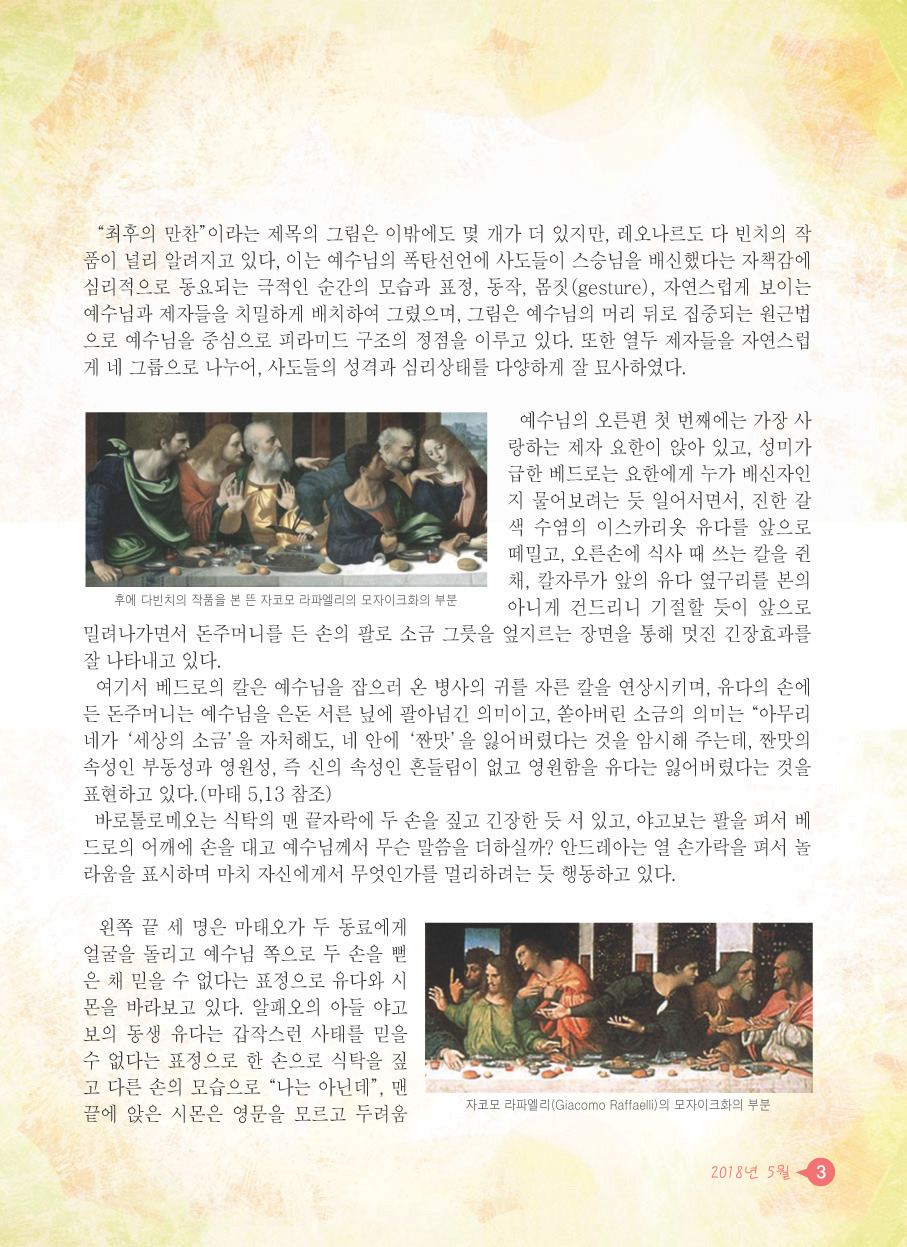 “최후의 만찬”이라는 제목의 그림은 이밖에도 몇 개가 더 있지만, 레오나르도 다 빈치의 작
품이 널리 알려지고 있다, 이는 예수님의 폭탄선언에 사도들이 스승님을 배신했다는 자책감에
심리적으로 동요되는 극적인 순간의 모습과 표정, 동작, 몸짓(gesture), 자연스럽게 보이는
예수님과 제자들을 치밀하게 배치하여 그렸으며, 그림은 예수님의 머리 뒤로 집중되는 원근법
으로 예수님을 중심으로 피라미드 구조의 정점을 이루고 있다. 또한 열두 제자들을 자연스럽
게 네 그룹으로 나누어, 사도들의 성격과 심리상태를 다양하게 잘 묘사하였다.
예수님의 오른편 첫 번째에는 가장 사
랑하는 제자 요한이 앉아 있고, 성미가
급한 베드로는 요한에게 누가 배신자인
지 물어보려는 듯 일어서면서, 진한 갈
색 수염의 이스카리옷 유다를 앞으로
떼밀고, 오른손에 식사 때 쓰는 칼을 쥔
채, 칼자루가 앞의 유다 옆구리를 본의
아니게 건드리니 기절할 듯이 앞으로
후에 다빈치의 작품을 본 뜬 자코모 라파엘리의 모자이크화의 부분
밀려나가면서 돈주머니를 든 손의 팔로 소금 그릇을 엎지르는 장면을 통해 멋진 긴장효과를
잘 나타내고 있다.
여기서 베드로의 칼은 예수님을 잡으러 온 병사의 귀를 자른 칼을 연상시키며, 유다의 손에
든 돈주머니는 예수님을 은돈 서른 닢에 팔아넘긴 의미이고, 쏟아버린 소금의 의미는 “아무리
네가 ‘세상의 소금’을 자처해도, 네 안에 ‘짠맛’을 잃어버렸다는 것을 암시해 주는데, 짠맛의
속성인 부동성과 영원성, 즉 신의 속성인 흔들림이 없고 영원함을 유다는 잃어버렸다는 것을
표현하고 있다.(마태 5,13 참조)
바로톨로메오는 식탁의 맨 끝자락에 두 손을 짚고 긴장한 듯 서 있고, 야고보는 팔을 펴서 베
드로의 어깨에 손을 대고 예수님께서 무슨 말씀을 더하실까? 안드레아는 열 손가락을 펴서 놀
라움을 표시하며 마치 자신에게서 무엇인가를 멀리하려는 듯 행동하고 있다.
왼쪽 끝 세 명은 마태오가 두 동료에게
얼굴을 돌리고 예수님 쪽으로 두 손을 뻗
은 채 믿을 수 없다는 표정으로 유다와 시
몬을 바라보고 있다. 알패오의 아들 야고
보의 동생 유다는 갑작스런 사태를 믿을
수 없다는 표정으로 한 손으로 식탁을 짚
고 다른 손의 모습으로 “나는 아닌데”, 맨
끝에 앉은 시몬은 영문을 모르고 두려움
자코모 라파엘리(Giacomo Raffaelli)의 모자이크화의 부분
2018년 5월 3